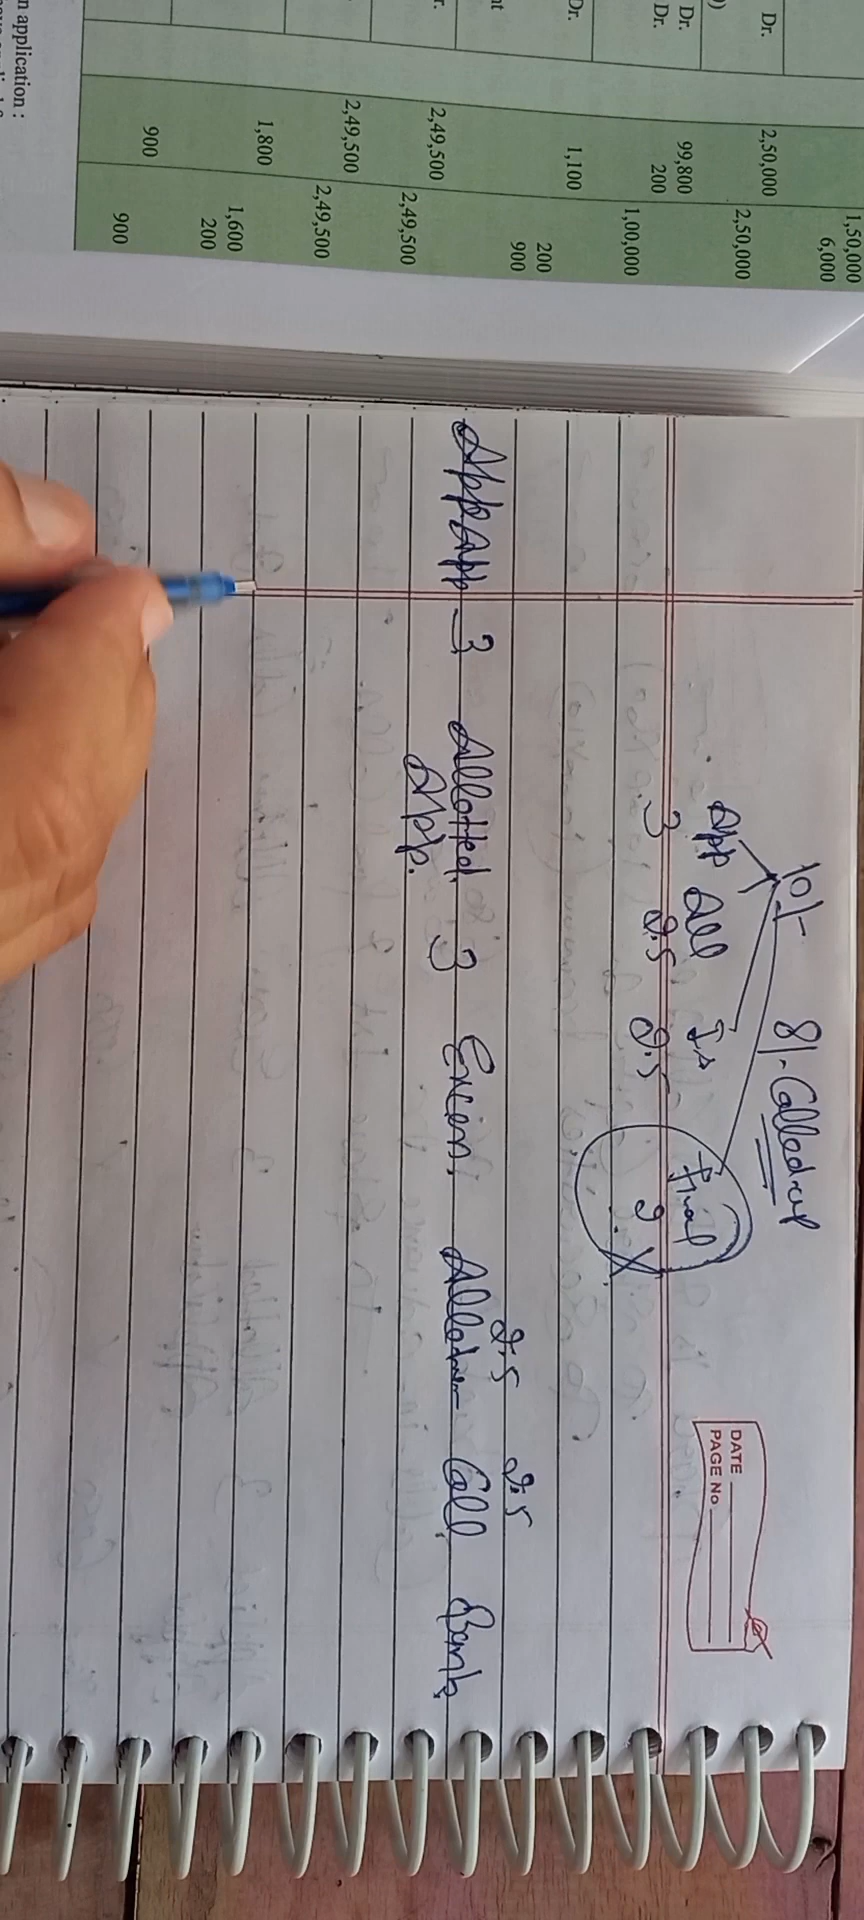 1,50,000
6,000
Dr. 2,50,000
2,50,000
Dr. 99,800
Dr. 200
1,00,000
Dr. 1,100
200
900
2,49,500
2,49,500
2,49,500
2,49,500
1,800
1,600
200
900
900
n application :
DATE
PAGE No
10/- 8/- Called-up
App All Is final
3 2.5 2.5 2 X
2.5 2.5
App App 3 Allotted 3 Excess Call Bank
App.